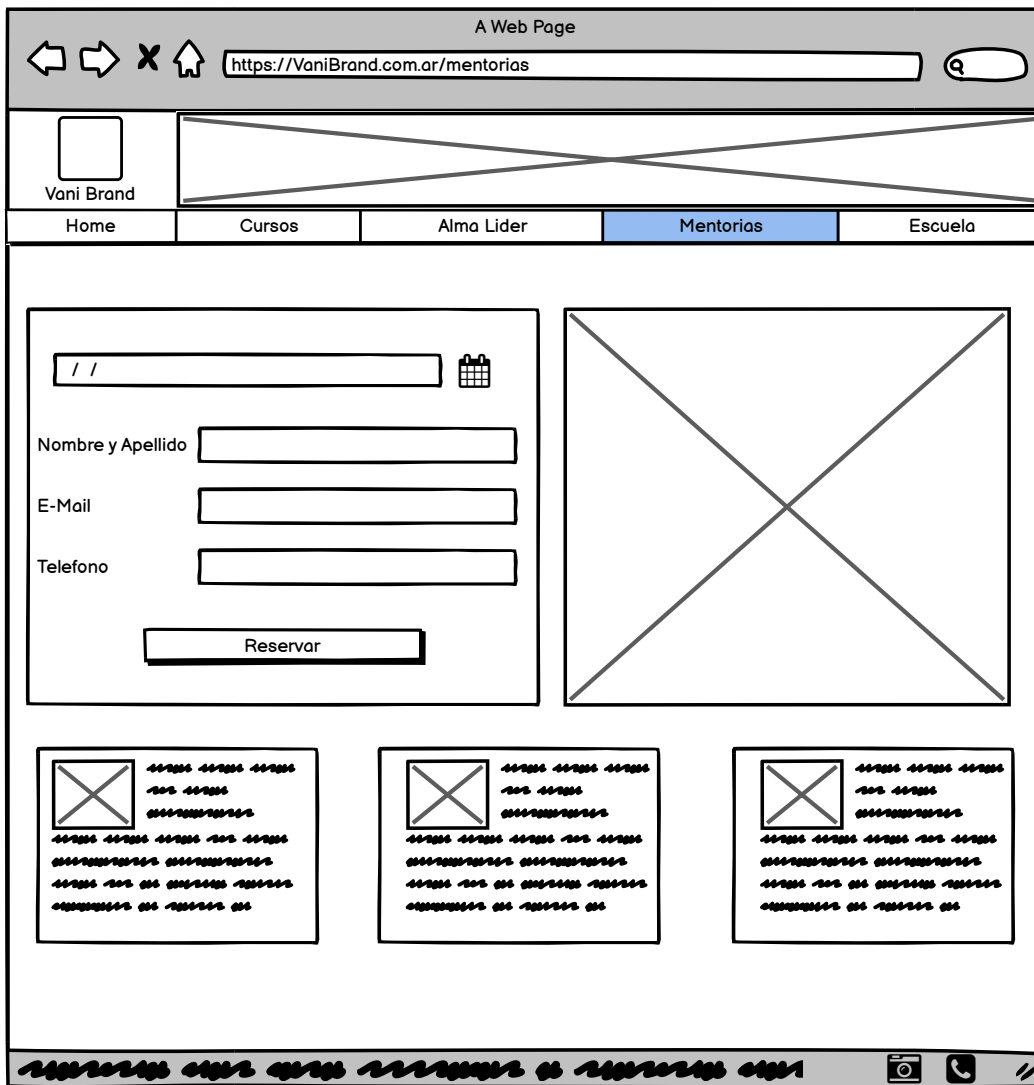 A Web Page
https://VaniBrand.com.ar/mentorias
Vani Brand
Home
Cursos
Alma Lider
Mentorias
Escuela
/ /
Nombre y Apellido
E-Mail
Telefono
Reservar